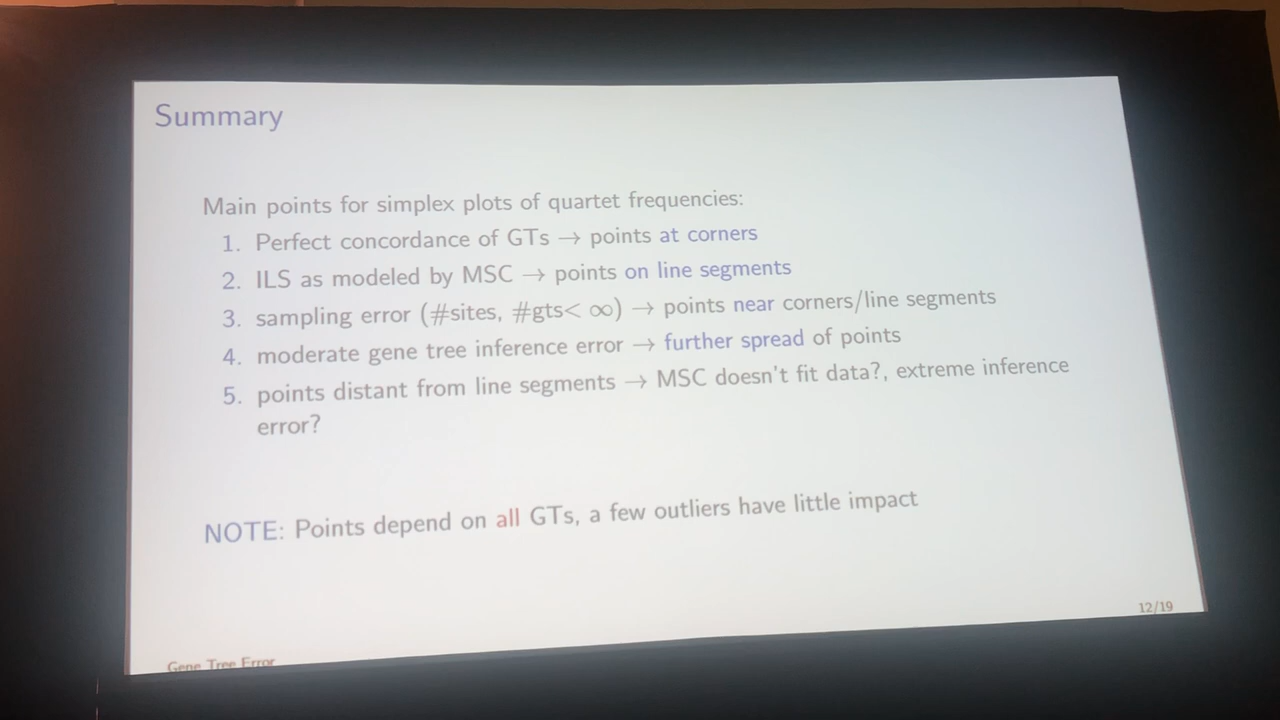 Summary
Main points for simplex plots of quartet frequencies:
1. Perfect concordance of GTs → points at corners
2. ILS as modeled by MSC → points on line segments
3. sampling error (#sites, #gts< ∞) → points near corners/line segments
4. moderate gene tree inference error → further spread of points
5. points distant from line segments → MSC doesn't fit data?, extreme inference
error?
NOTE: Points depend on all GTs, a few outliers have little impact
12/19
Gene Tree Error